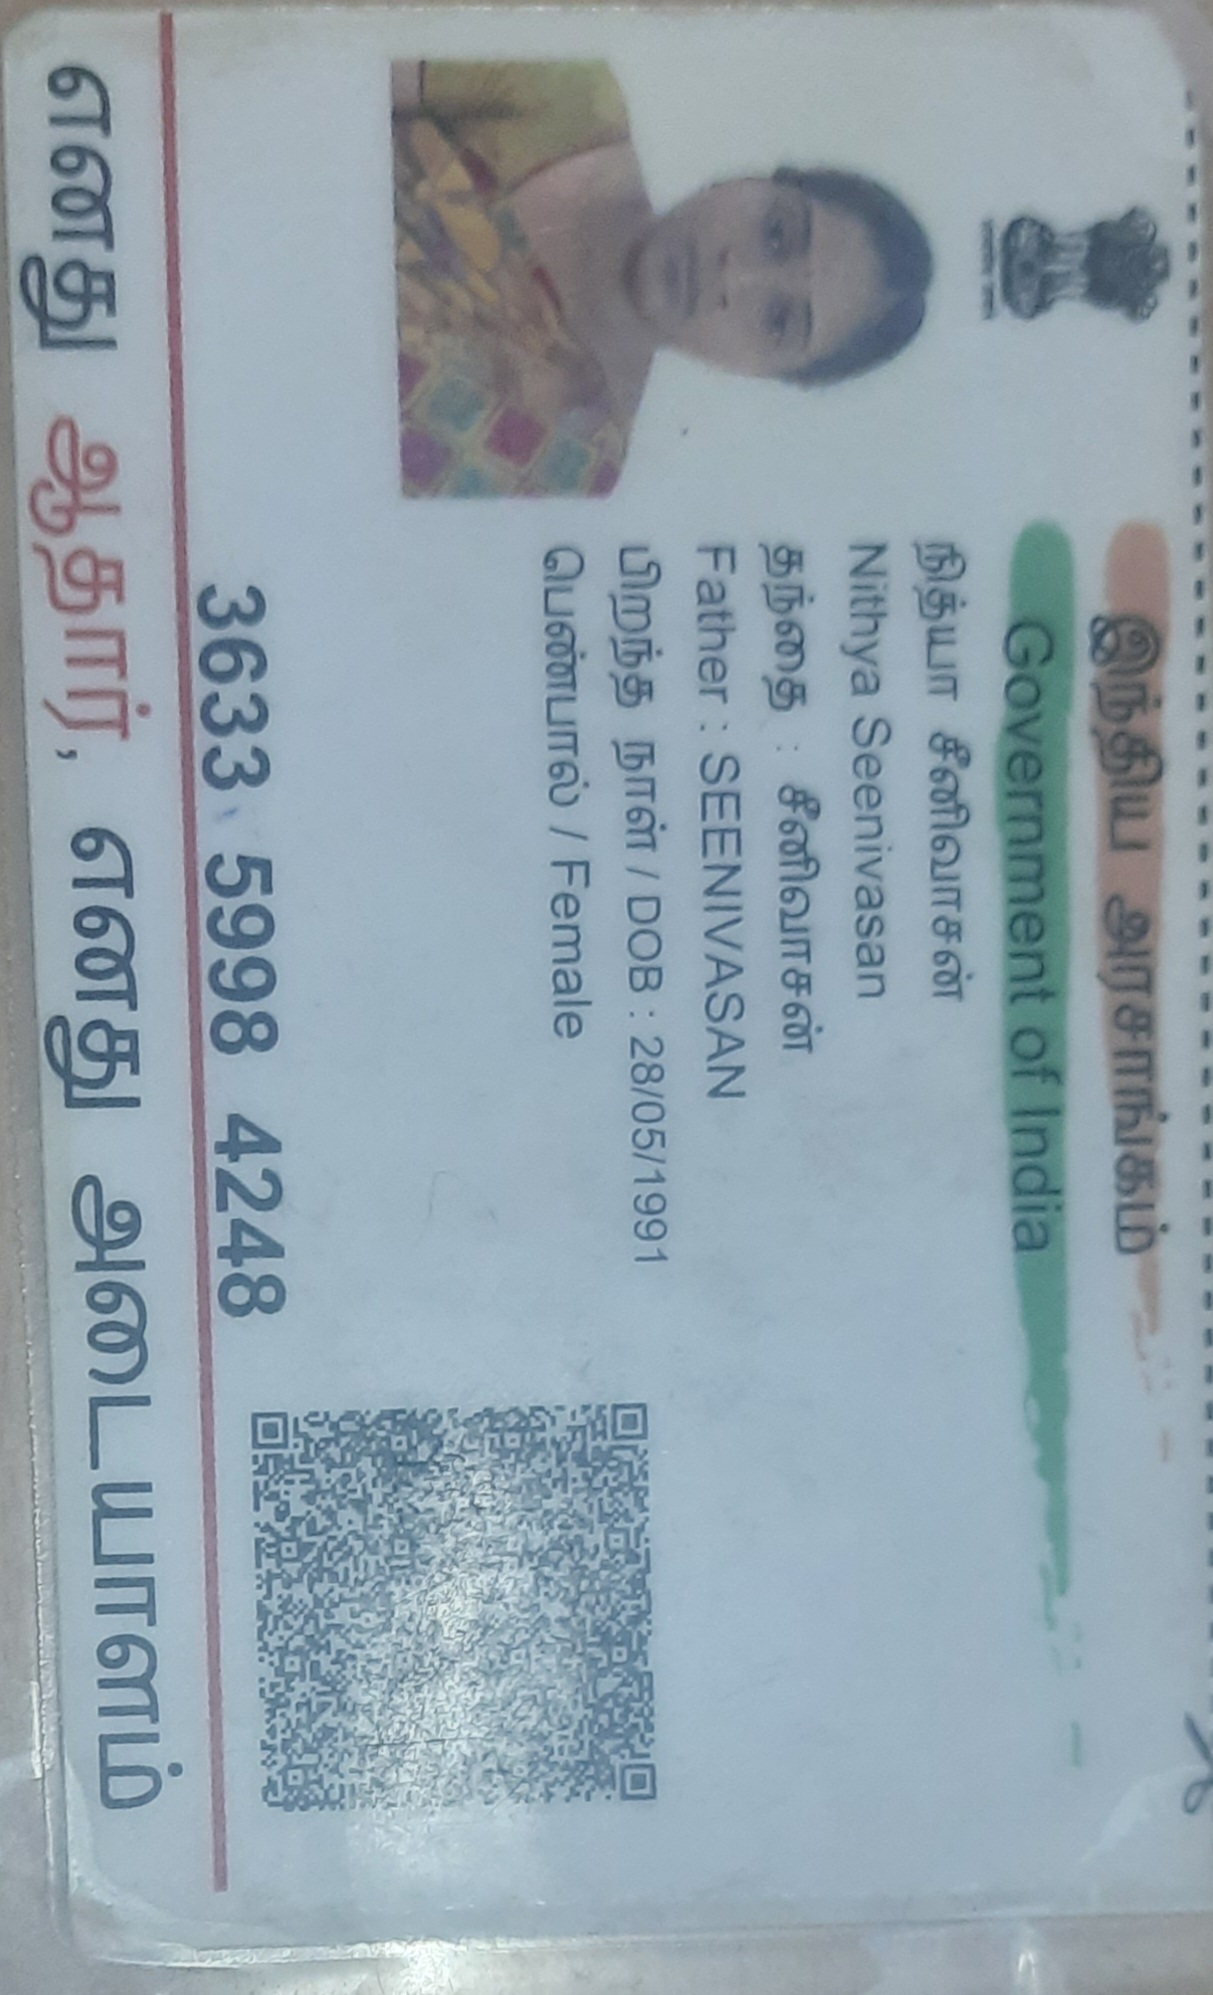 இந்திய அரசாங்கம்
Government of India
நித்யா சீனிவாசன்
Nithya Seenivasan
தந்தை : சீனிவாசன்
Father : SEENIVASAN
பிறந்த நாள் / DOB : 28/05/1991
பெண்பால் / Female
3633 5998 4248
எனது ஆதார், எனது அடையாளம்